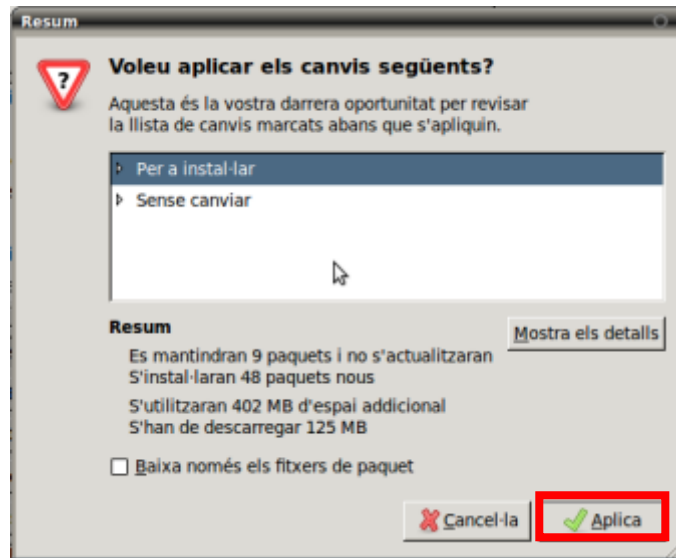 Resum
Voleu aplicar els canvis següents?
Aquesta és la vostra darrera oportunitat per revisar
la llista de canvis marcats abans que s'apliquin.
Per a instal·lar
Sense canviar
Resum
Mostra els detalls
Es mantindran 9 paquets i no s'actualitzaran
S'instal·laran 48 paquets nous
S'utilitzaran 402 MB d'espai addicional
S'han de descarregar 125 MB
Baixa només els fitxers de paquet
Cancel·la
Aplica